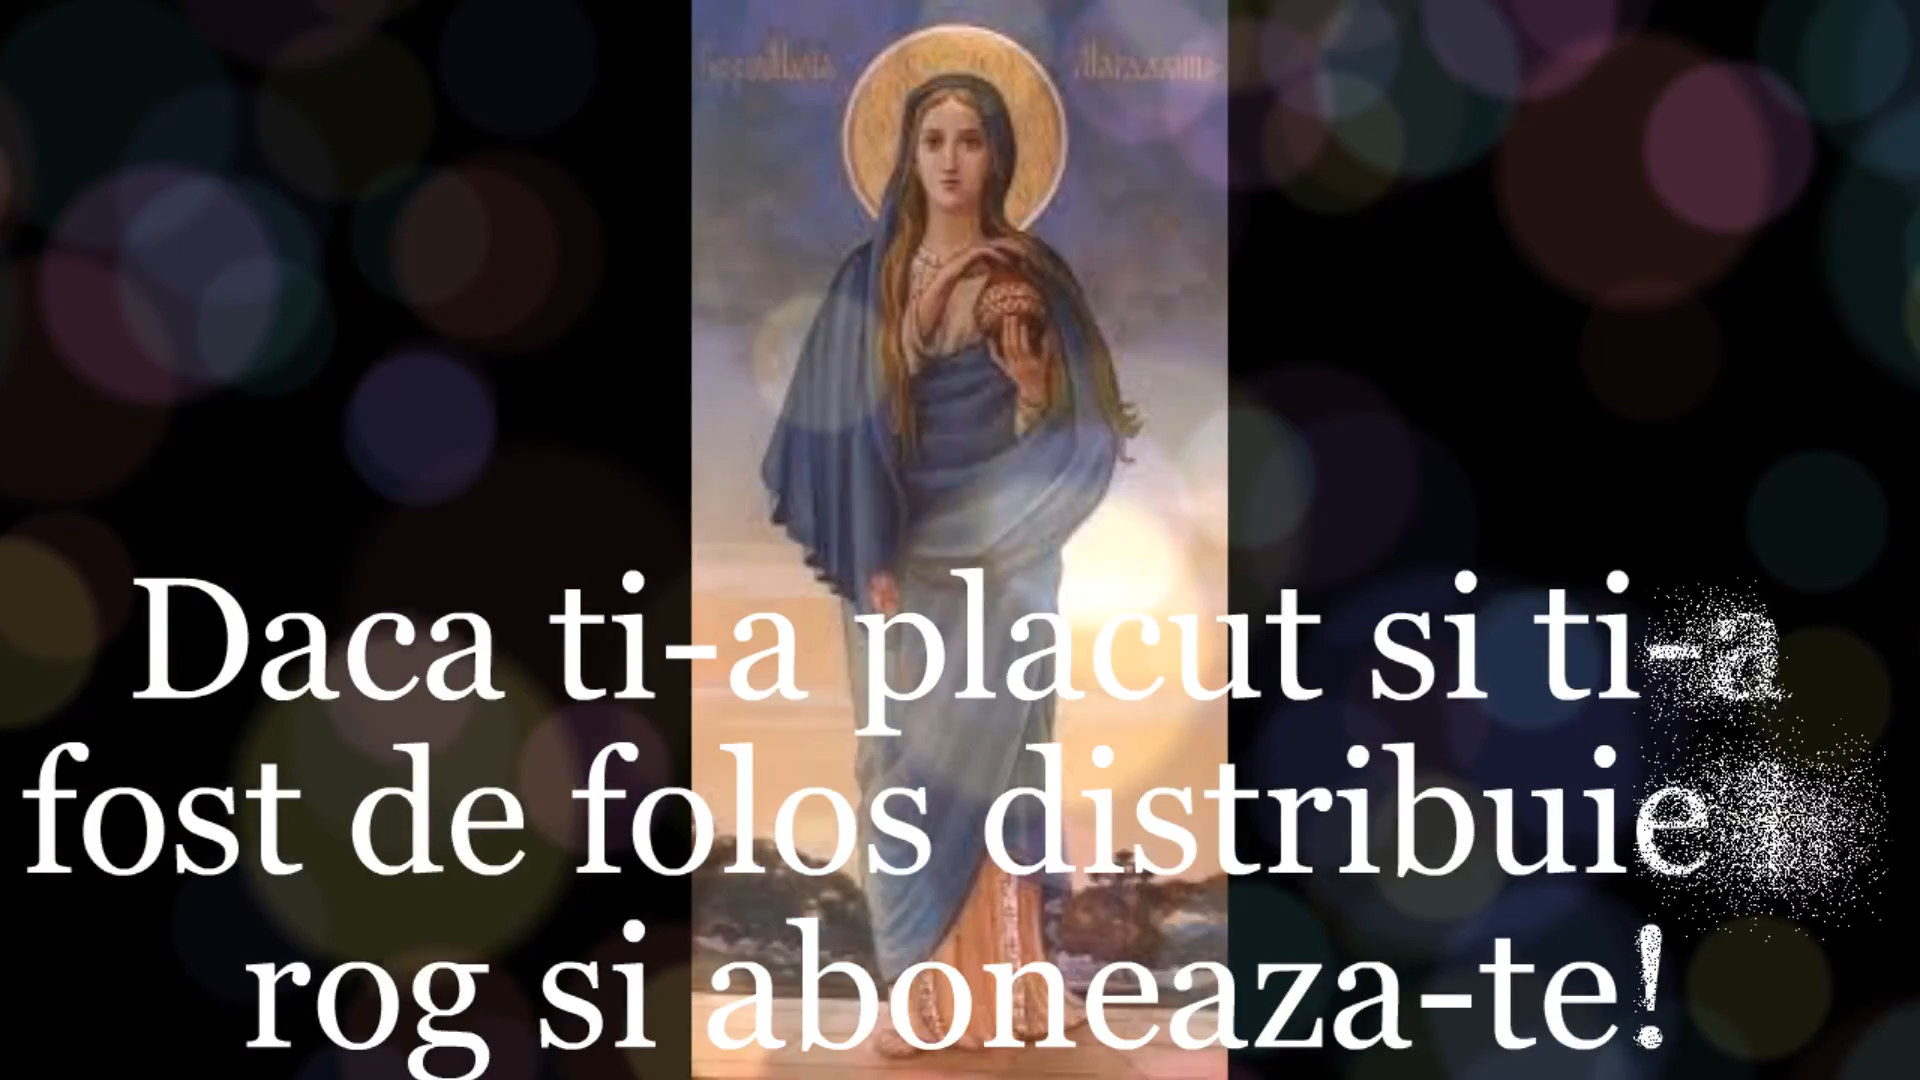 Daca ti-a placut si ti-a
fost de folos distribuie
rog si aboneaza-te!